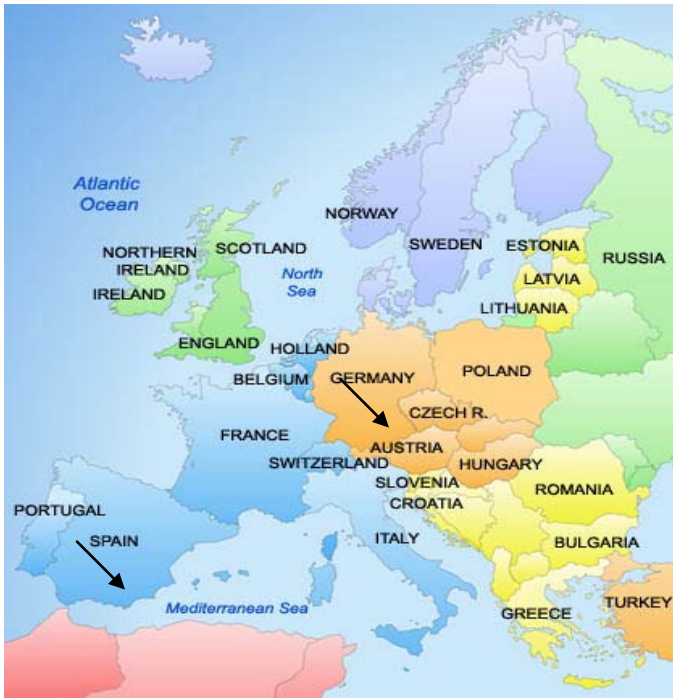 Atlantic
Ocean
NORWAY
SWEDEN
ESTONIA
RUSSIA
NORTHERN
IRELAND
SCOTLAND
North
Sea
LATVIA
IRELAND
LITHUANIA
ENGLAND
HOLLAND
BELGIUM
GERMANY
POLAND
CZECH R.
FRANCE
AUSTRIA
SWITZERLAND
HUNGARY
SLOVENIA
CROATIA
ROMANIA
PORTUGAL
SPAIN
ITALY
BULGARIA
Mediterranean Sea
GREECE
TURKEY